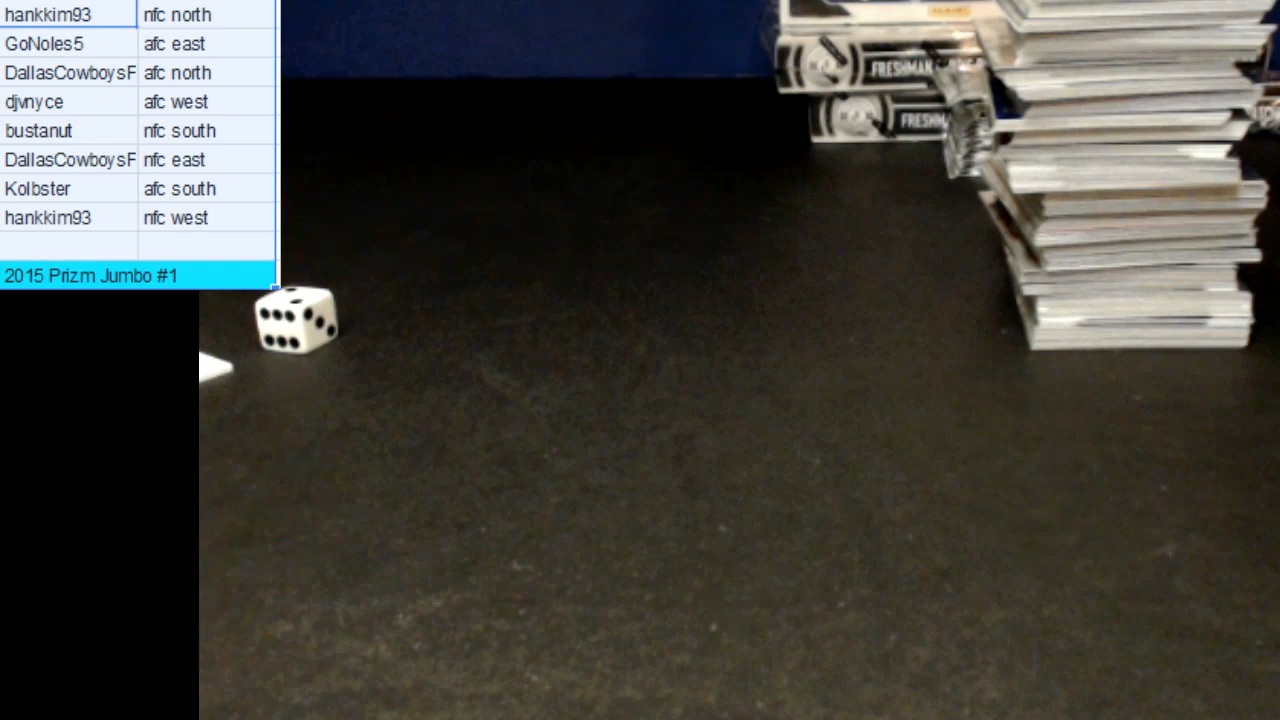 hankkim93 nfc north
GoNoles5 afc east
DallasCowboysF afc north
djvnyce afc west
bustanut nfc south
DallasCowboysF nfc east
Kolbster afc south
hankkim93 nfc west
2015 Prizm Jumbo #1
PANINI
FRESHMAN
FRESHM